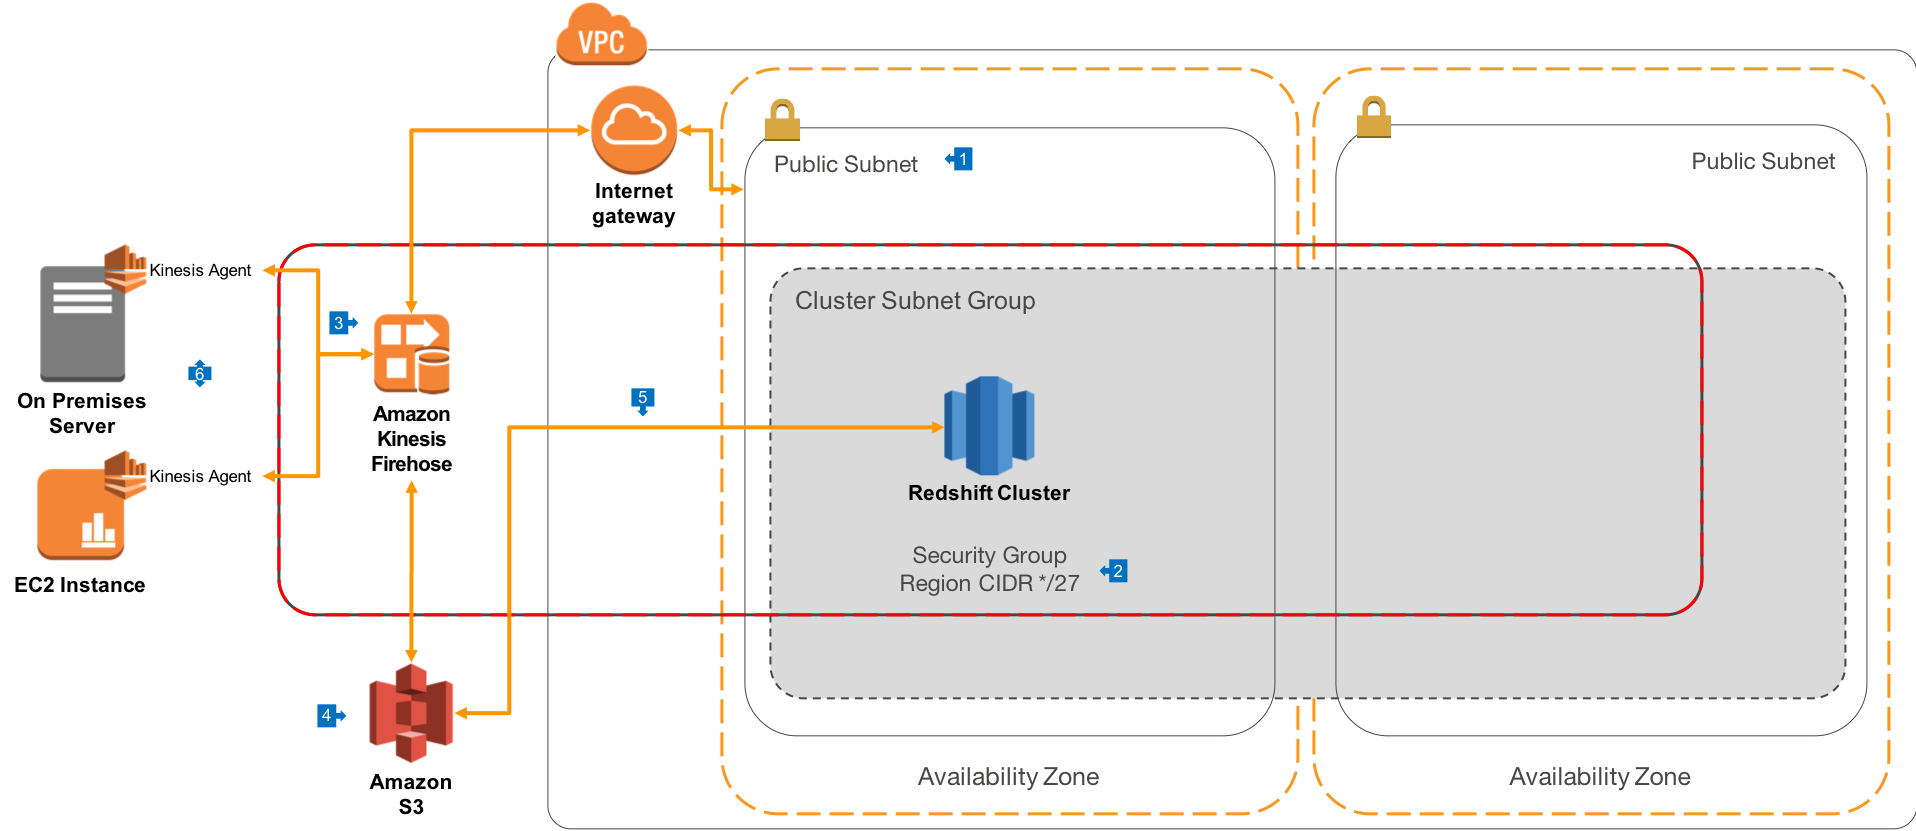 VPC
Internet
gateway
Public Subnet
1
Public Subnet
Kinesis Agent
On Premises
Server
6
3
Amazon
Kinesis
Firehose
Kinesis Agent
EC2 Instance
5
Cluster Subnet Group
Redshift Cluster
Security Group
Region CIDR */27
2
4
Amazon
S3
Availability Zone
Availability Zone